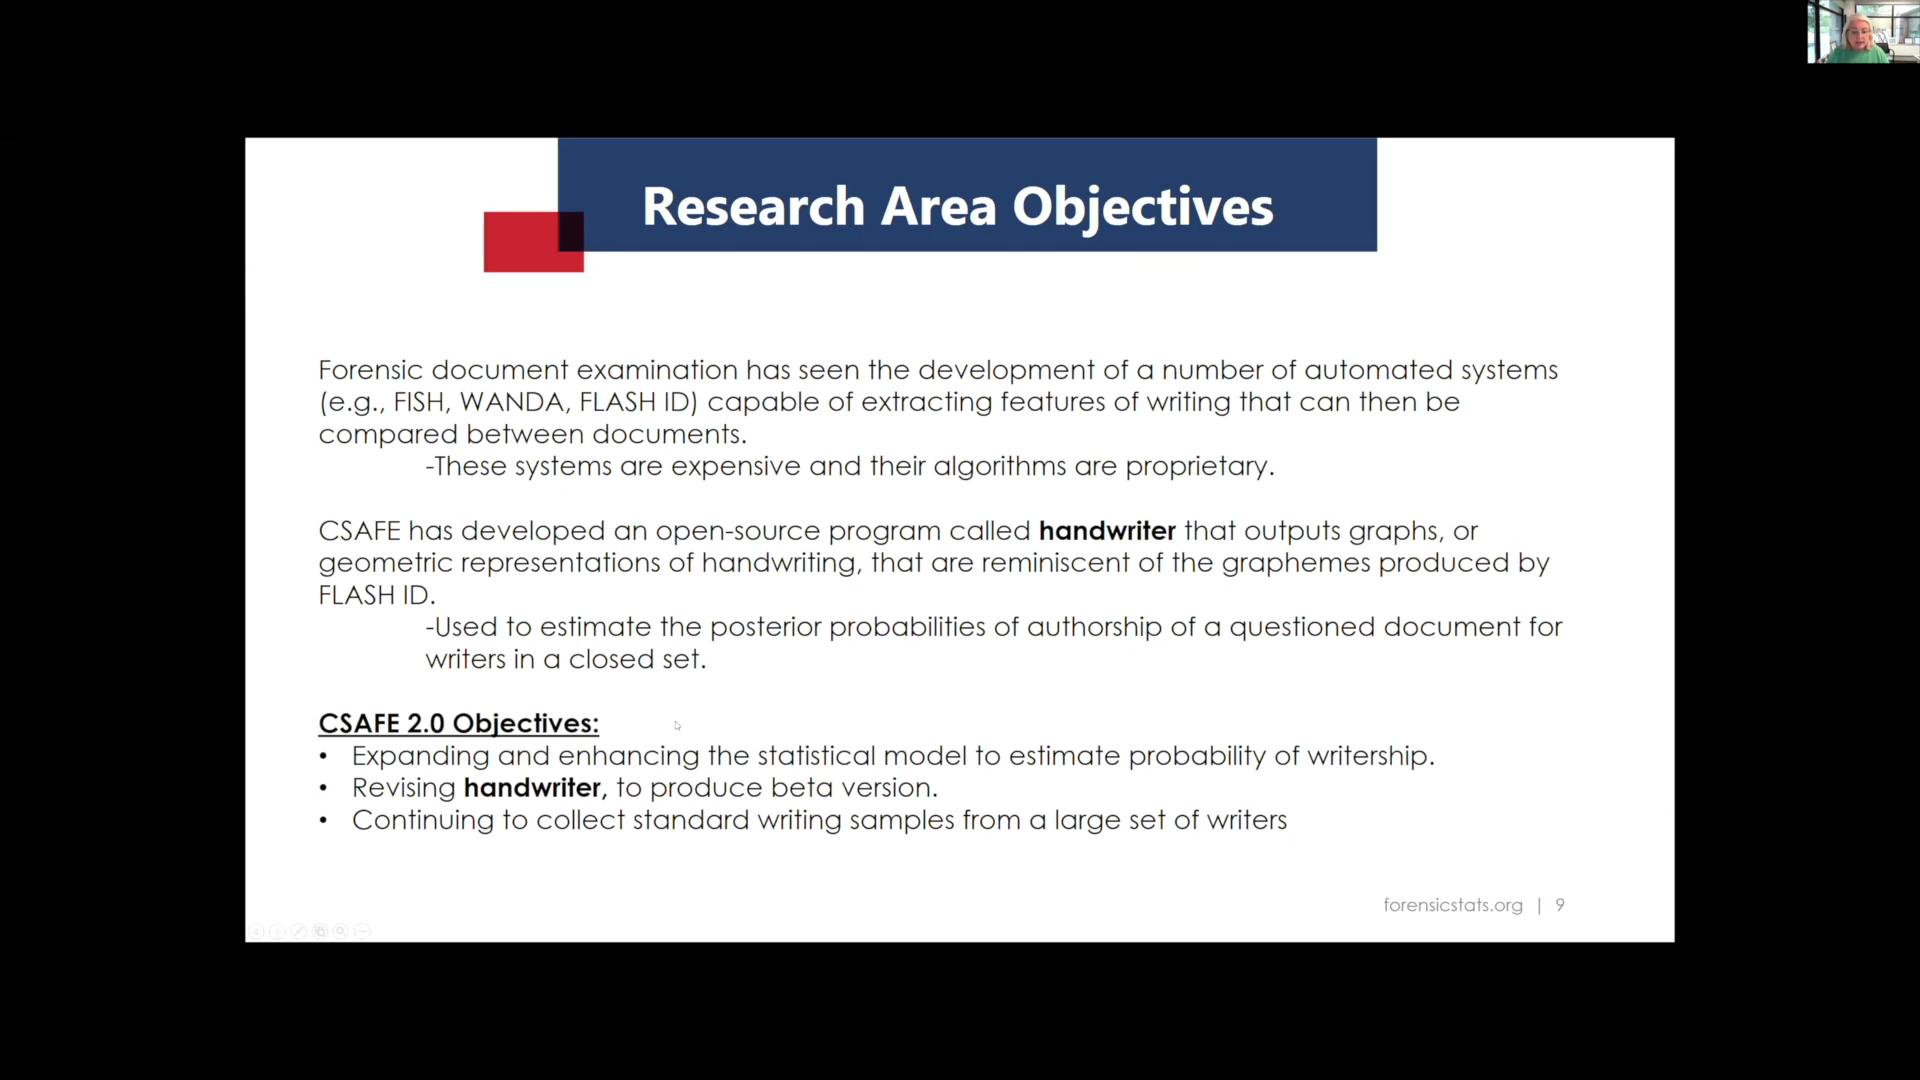 Research Area Objectives
Forensic document examination has seen the development of a number of automated systems
(e.g., FISH, WANDA, FLASH ID) capable of extracting features of writing that can then be
compared between documents.
-These systems are expensive and their algorithms are proprietary.
CSAFE has developed an open-source program called handwriter that outputs graphs, or
geometric representations of handwriting, that are reminiscent of the graphemes produced by
FLASH ID.
-Used to estimate the posterior probabilities of authorship of a questioned document for
writers in a closed set.
CSAFE 2.0 Objectives:
• Expanding and enhancing the statistical model to estimate probability of writership.
• Revising handwriter, to produce beta version.
• Continuing to collect standard writing samples from a large set of writers
forensicstats.org | 9